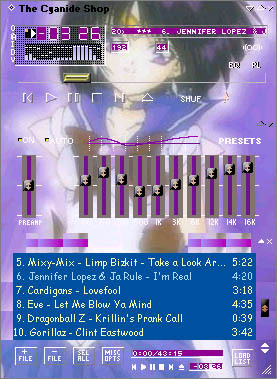 The Cyanide Shop
-03 26
20) *** 6. JENNIFER LOPEZ &
192 44
SHUF
ON AUTO PRESETS
PREAMP 1K 3K 6K 12K 14K 16K
5. Mixy-Mix - Limp Bizkit - Take a Look Ar... 5:22
6. Jennifer Lopez & Ja Rule - I'm Real 4:20
7. Cardigans - Lovefool 3:18
8. Eve - Let Me Blow Ya Mind 4:35
9. Dragonball Z - Krillin's Prank Call 0:39
10. Gorillaz - Clint Eastwood 3:42
+ FILE - FILE SEL ALL MISC OPTS 0:00/43:15 LOAD LIST
-03:26